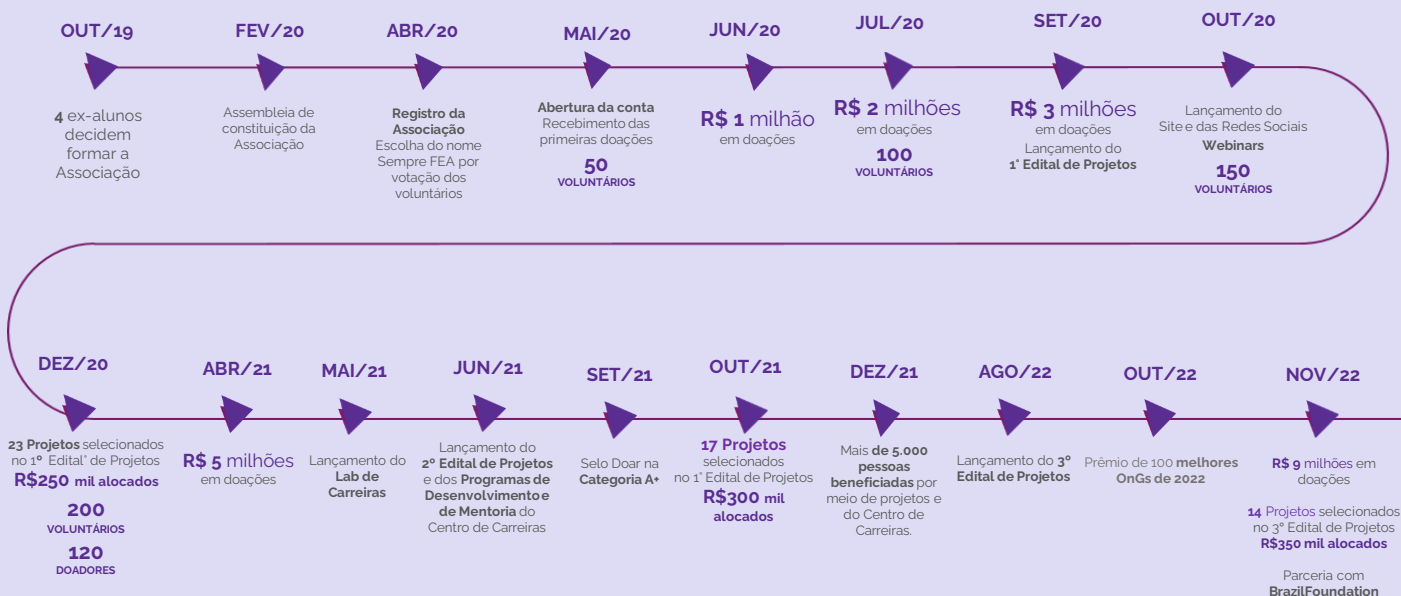 OUT/19
4 ex-alunos
decidem
formar a
Associação
FEV/20
Assembleia de
constituição da
Associação
ABR/20
Registro da
Associação
Escolha do nome
Sempre FEA por
votação dos
voluntários
MAI/20
Abertura da conta
Recebimento das
primeiras doações
50
VOLUNTÁRIOS
JUN/20
R$ 1 milhão
em doações
JUL/20
R$ 2 milhões
em doações
100
VOLUNTÁRIOS
SET/20
R$ 3 milhões
em doações
Lançamento do
1° Edital de Projetos
OUT/20
Lançamento do
Site e das Redes Sociais
Webinars
150
VOLUNTÁRIOS
DEZ/20
23 Projetos selecionados
no 1º Edital° de Projetos
R$250 mil alocados
200
VOLUNTÁRIOS
120
DOADORES
ABR/21
R$ 5 milhões
em doações
MAI/21
Lançamento do
Lab de
Carreiras
JUN/21
Lançamento do
2º Edital de Projetos
e dos Programas de
Desenvolvimento e
de Mentoria do
Centro de Carreiras
SET/21
Selo Doar na
Categoria A+
OUT/21
17 Projetos
selecionados
no 1° Edital de Projetos
R$300 mil
alocados
DEZ/21
Mais de 5.000
pessoas
beneficiadas por
meio de projetos e
do Centro de
Carreiras.
AGO/22
Lançamento do 3º
Edital de Projetos
OUT/22
Prêmio de 100 melhores
OnGs de 2022
NOV/22
R$ 9 milhões em
doações
14 Projetos selecionados
no 3º Edital de Projetos
R$350 mil alocados
Parceria com
BrazilFoundation